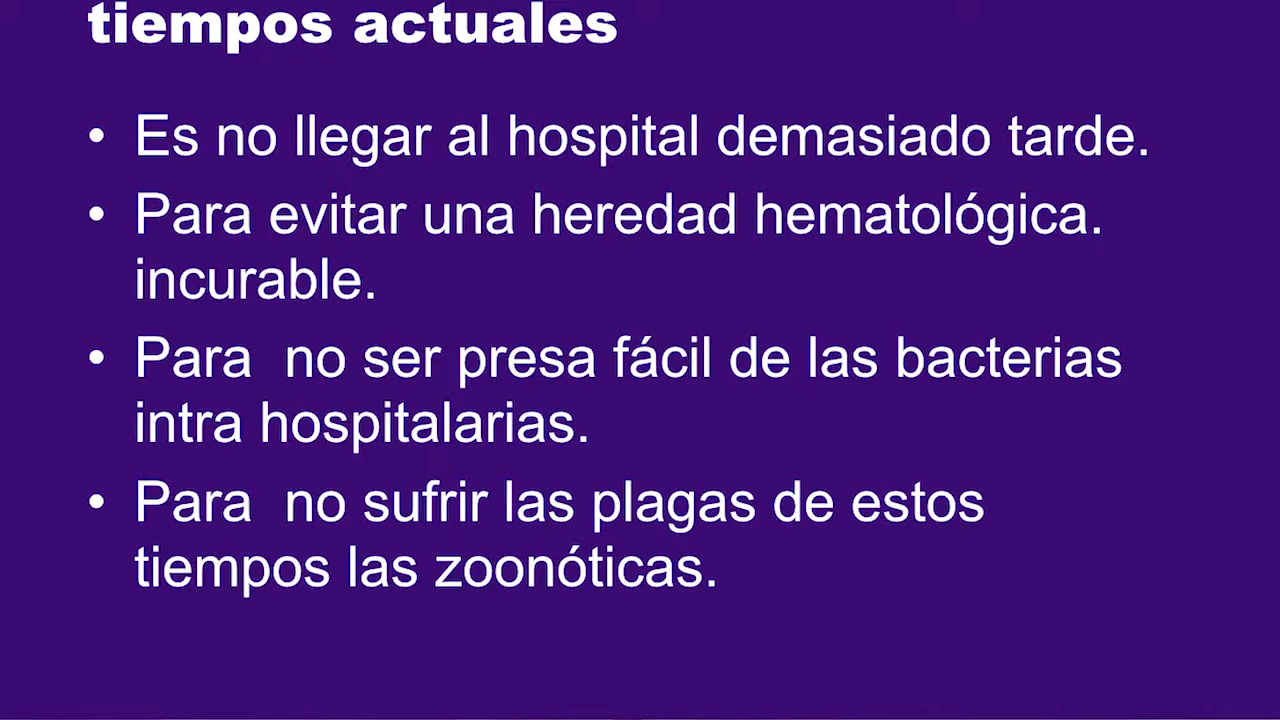 tiempos actuales
• Es no llegar al hospital demasiado tarde.
• Para evitar una heredad hematológica.
incurable.
• Para  no ser presa fácil de las bacterias
intra hospitalarias.
• Para  no sufrir las plagas de estos
tiempos las zoonóticas.